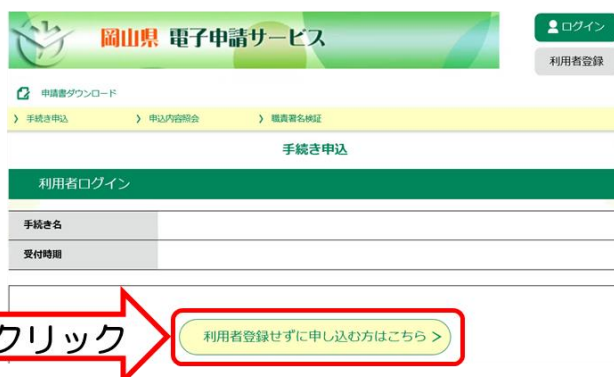 岡山県 電子申請サービス
ログイン
利用者登録
申請書ダウンロード
> 手続き申込 > 申込内容照会 > 職責署名検証
手続き申込
利用者ログイン
手続き名
受付時期
クリック
利用者登録せずに申し込む方はこちら >